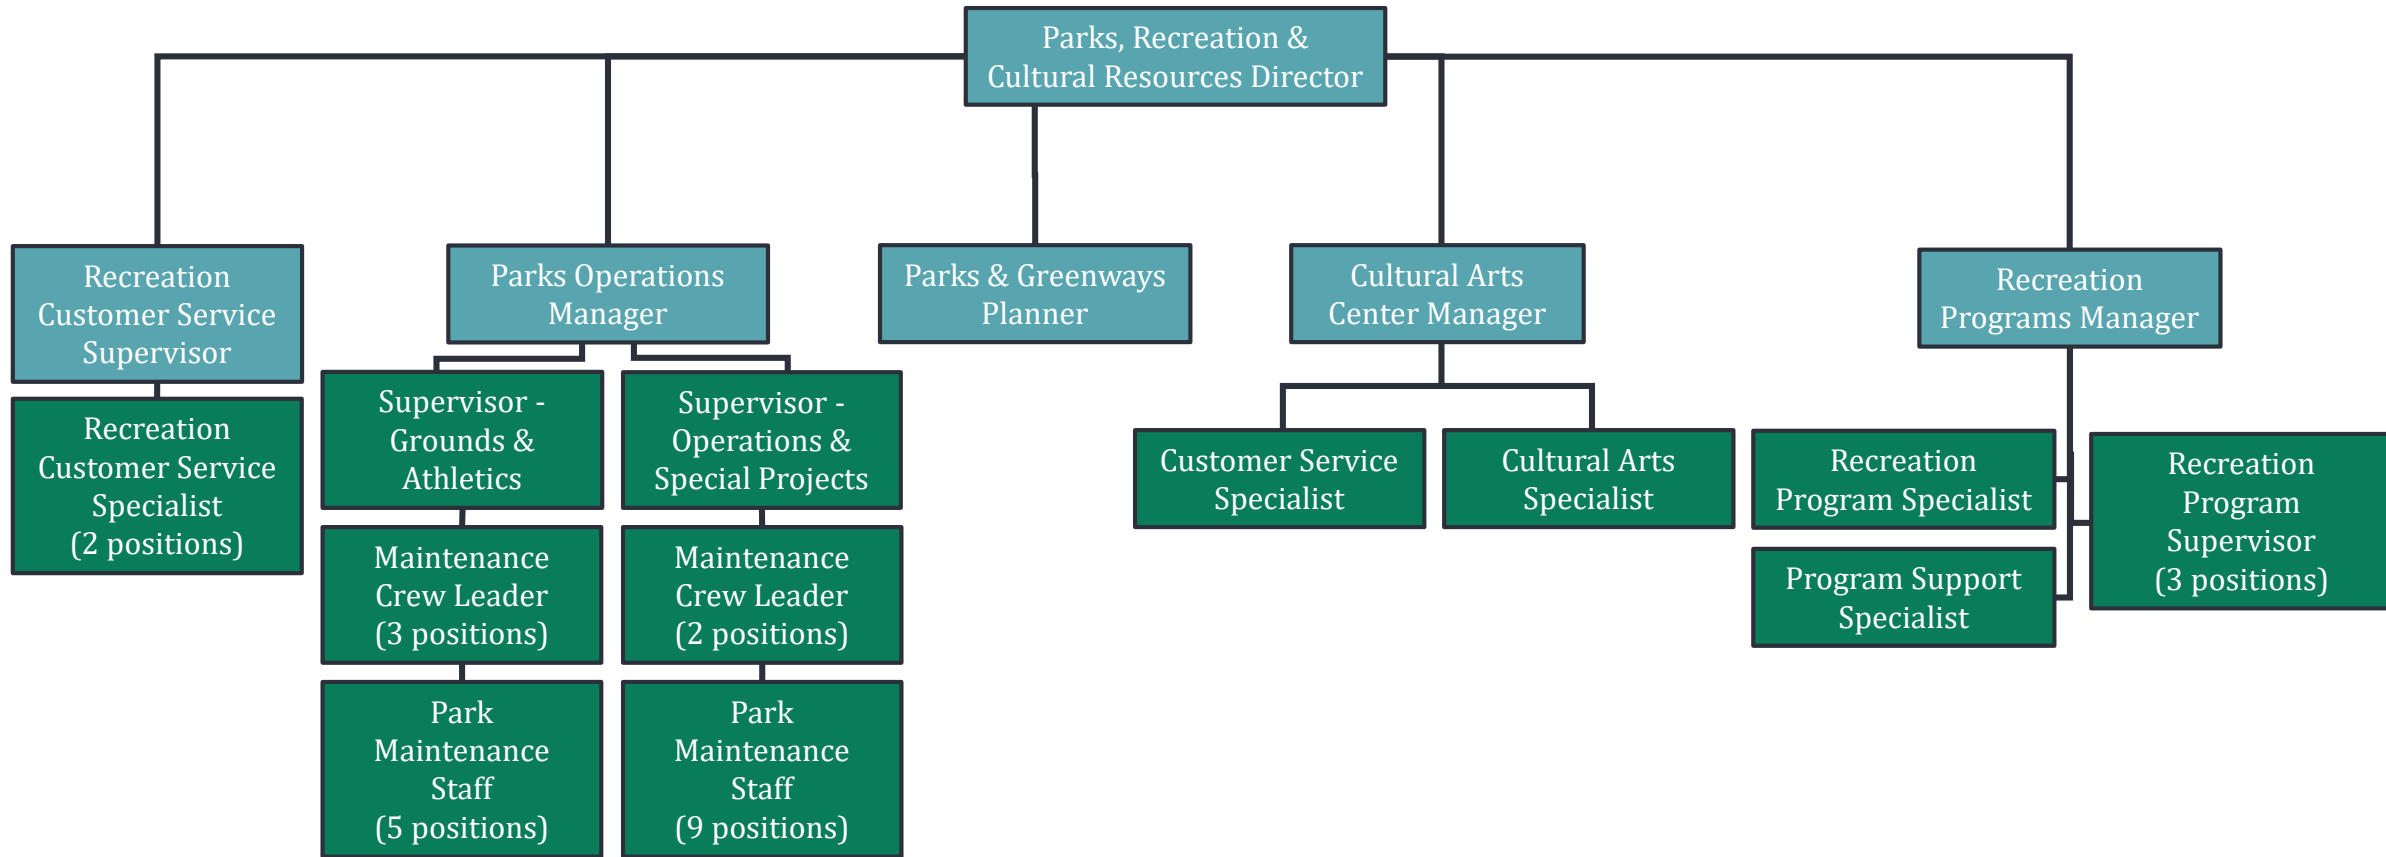 Parks, Recreation &
Cultural Resources Director
Recreation
Customer Service
Supervisor
Parks Operations
Manager
Parks & Greenways
Planner
Cultural Arts
Center Manager
Recreation
Programs Manager
Recreation
Customer Service
Specialist
(2 positions)
Supervisor -
Grounds &
Athletics
Supervisor -
Operations &
Special Projects
Customer Service
Specialist
Cultural Arts
Specialist
Recreation
Program Specialist
Recreation
Program
Supervisor
(3 positions)
Maintenance
Crew Leader
(3 positions)
Maintenance
Crew Leader
(2 positions)
Program Support
Specialist
Park
Maintenance
Staff
(5 positions)
Park
Maintenance
Staff
(9 positions)